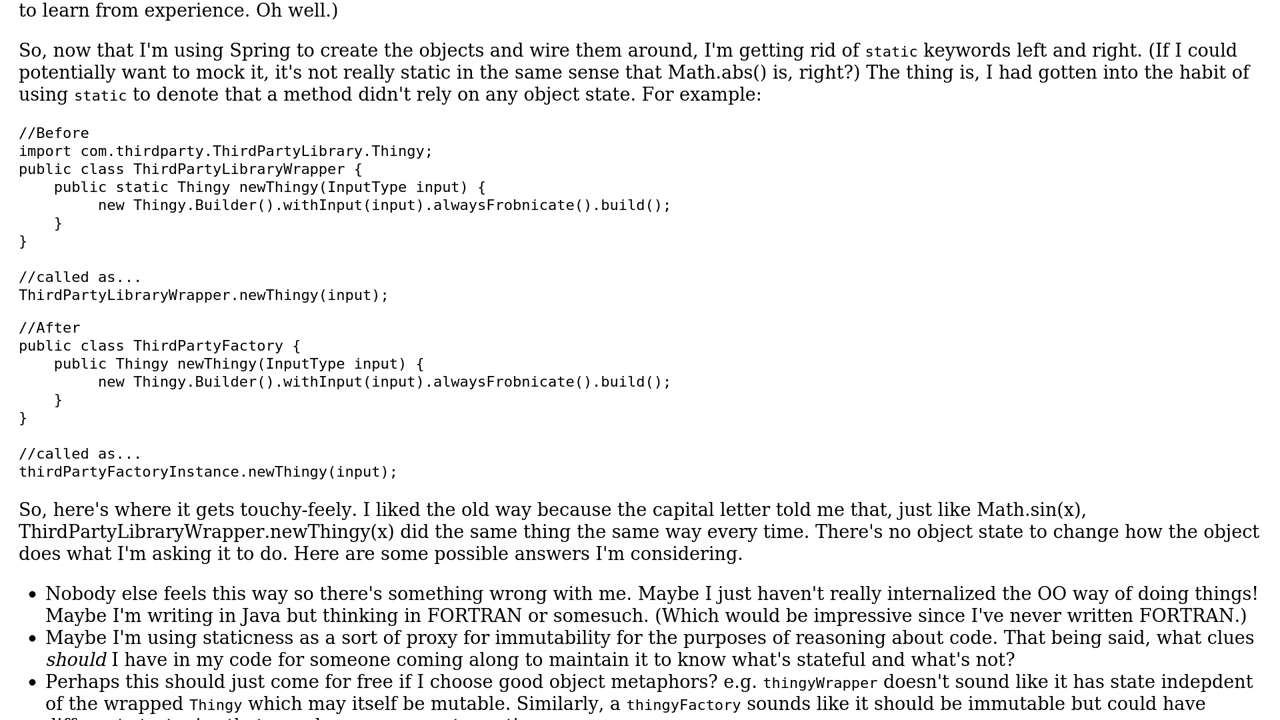 to learn from experience. Oh well.)
So, now that I'm using Spring to create the objects and wire them around, I'm getting rid of static keywords left and right. (If I could
potentially want to mock it, it's not really static in the same sense that Math.abs() is, right?) The thing is, I had gotten into the habit of
using static to denote that a method didn't rely on any object state. For example:
//Before
import com.thirdparty.ThirdPartyLibrary.Thingy;
public class ThirdPartyLibraryWrapper {
    public static Thingy newThingy(InputType input) {
         new Thingy.Builder().withInput(input).alwaysFrobnicate().build();
    }
}
//called as...
ThirdPartyLibraryWrapper.newThingy(input);
//After
public class ThirdPartyFactory {
    public Thingy newThingy(InputType input) {
         new Thingy.Builder().withInput(input).alwaysFrobnicate().build();
    }
}
//called as...
thirdPartyFactoryInstance.newThingy(input);
So, here's where it gets touchy-feely. I liked the old way because the capital letter told me that, just like Math.sin(x),
ThirdPartyLibraryWrapper.newThingy(x) did the same thing the same way every time. There's no object state to change how the object
does what I'm asking it to do. Here are some possible answers I'm considering.
• Nobody else feels this way so there's something wrong with me. Maybe I just haven't really internalized the OO way of doing things!
Maybe I'm writing in Java but thinking in FORTRAN or somesuch. (Which would be impressive since I've never written FORTRAN.)
• Maybe I'm using staticness as a sort of proxy for immutability for the purposes of reasoning about code. That being said, what clues
should I have in my code for someone coming along to maintain it to know what's stateful and what's not?
• Perhaps this should just come for free if I choose good object metaphors? e.g. thingyWrapper doesn't sound like it has state indepdent
of the wrapped Thingy which may itself be mutable. Similarly, a thingyFactory sounds like it should be immutable but could have